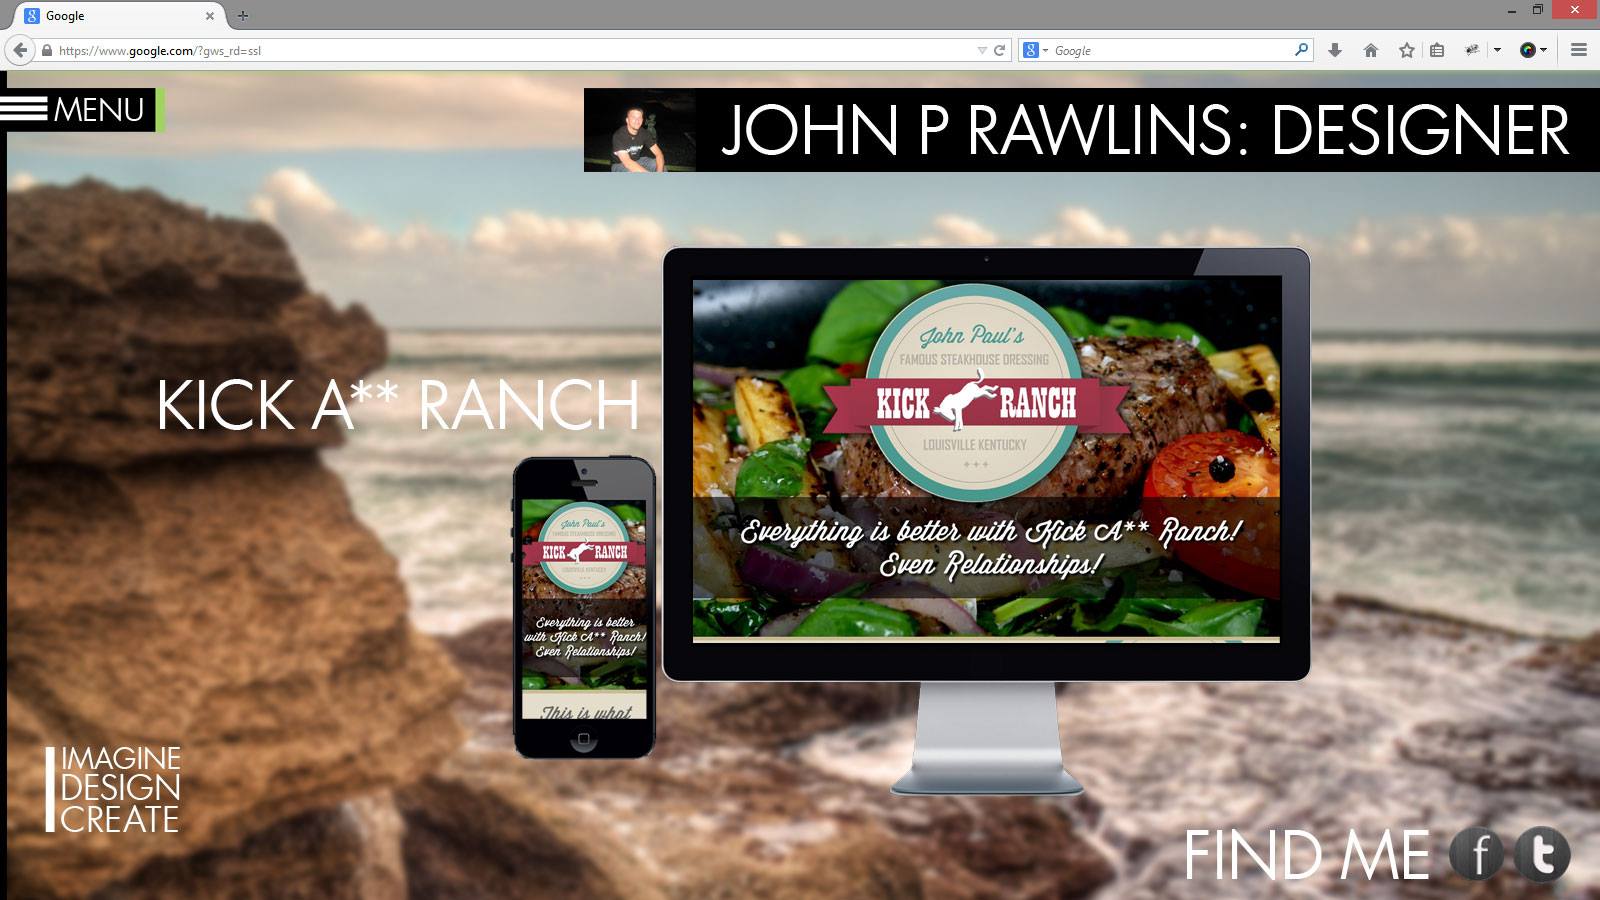 Google
https://www.google.com/?gws_rd=ssl
Google
MENU
JOHN P RAWLINS: DESIGNER
KICK A** RANCH
John Paul's
FAMOUS STEAKHOUSE DRESSING
KICK RANCH
LOUISVILLE KENTUCKY
Everything is better with Kick A** Ranch!
Even Relationships!
John Paul's
FAMOUS STEAKHOUSE DRESSING
KICK RANCH
LOUISVILLE KENTUCKY
Everything is better
with Kick A** Ranch!
Even Relationships!
This is what
IMAGINE
DESIGN
CREATE
FIND ME
f
t